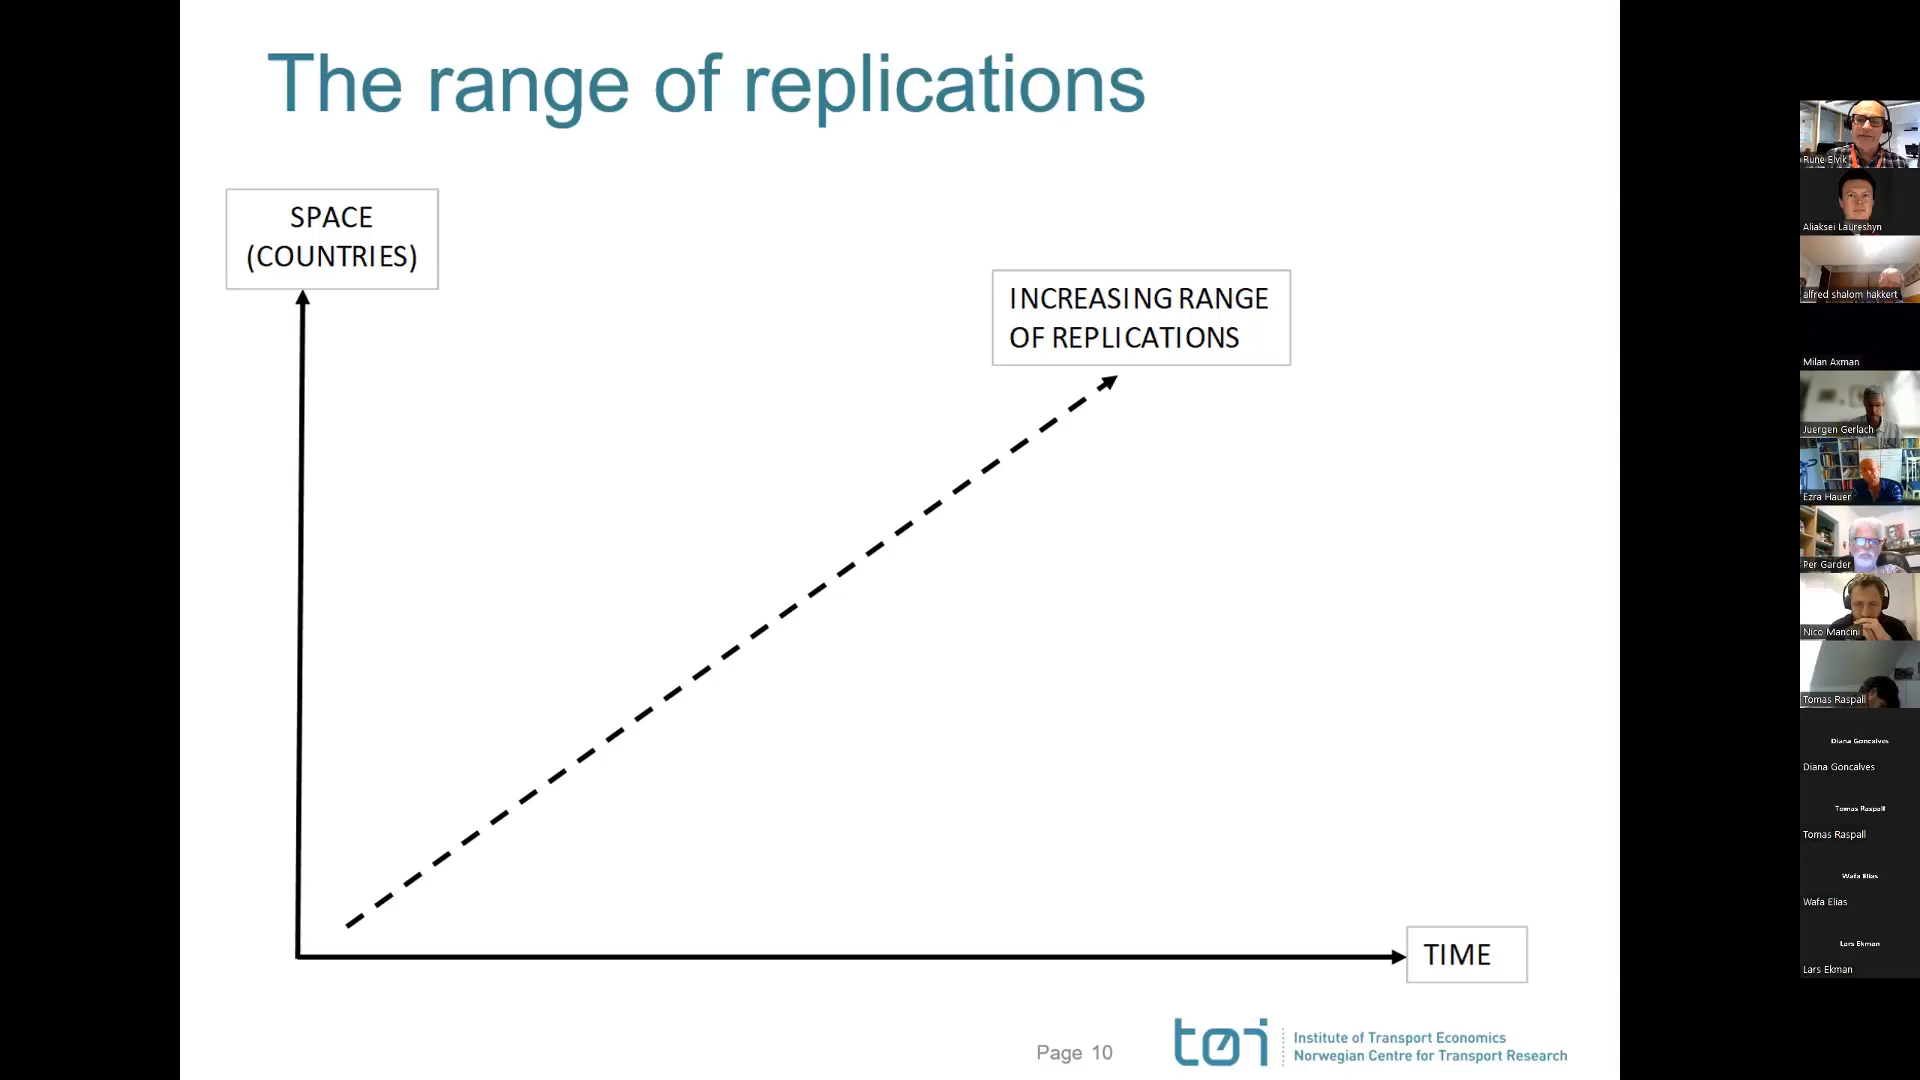 The range of replications
SPACE
(COUNTRIES)
INCREASING RANGE
OF REPLICATIONS
TIME
Page 10
tøi
Institute of Transport Economics
Norwegian Centre for Transport Research
Rune Elvik
Aliaksei Laureshyn
alfred shalom hakkert
Milan Axman
Juergen Gerlach
Ezra Hauer
Per Garder
Nico Mancini
Tomas Raspall
Diana Goncalves
Diana Goncalves
Tomas Raspall
Tomas Raspall
Wafa Elias
Wafa Elias
Lars Ekman
Lars Ekman